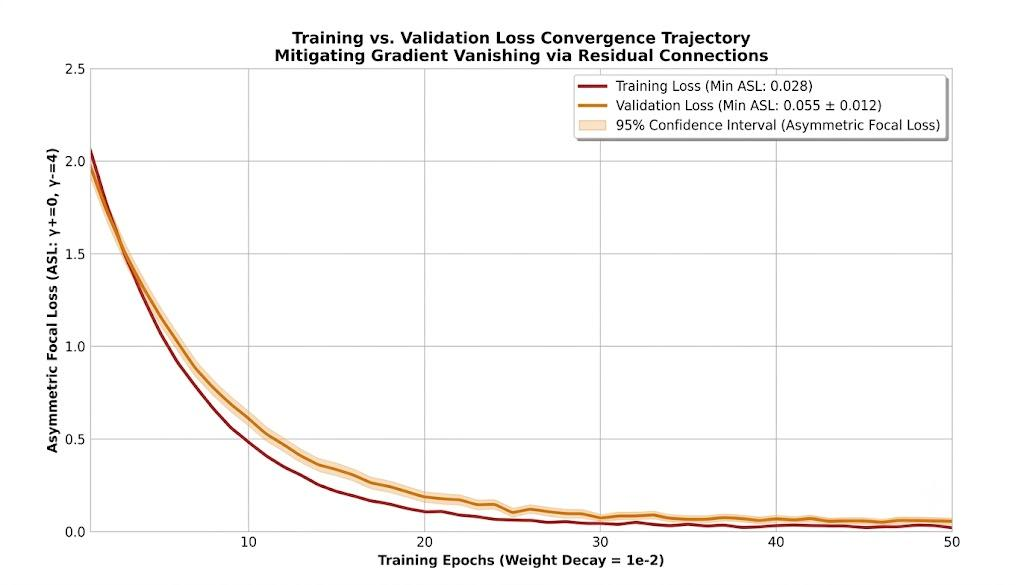 Training vs. Validation Loss Convergence Trajectory
Mitigating Gradient Vanishing via Residual Connections
Training Loss (Min ASL: 0.028)
Validation Loss (Min ASL: 0.055 ± 0.012)
95% Confidence Interval (Asymmetric Focal Loss)
Asymmetric Focal Loss (ASL: γ+=0, γ-=4)
2.5
2.0
1.5
1.0
0.5
0.0
10
20
30
40
50
Training Epochs (Weight Decay = 1e-2)